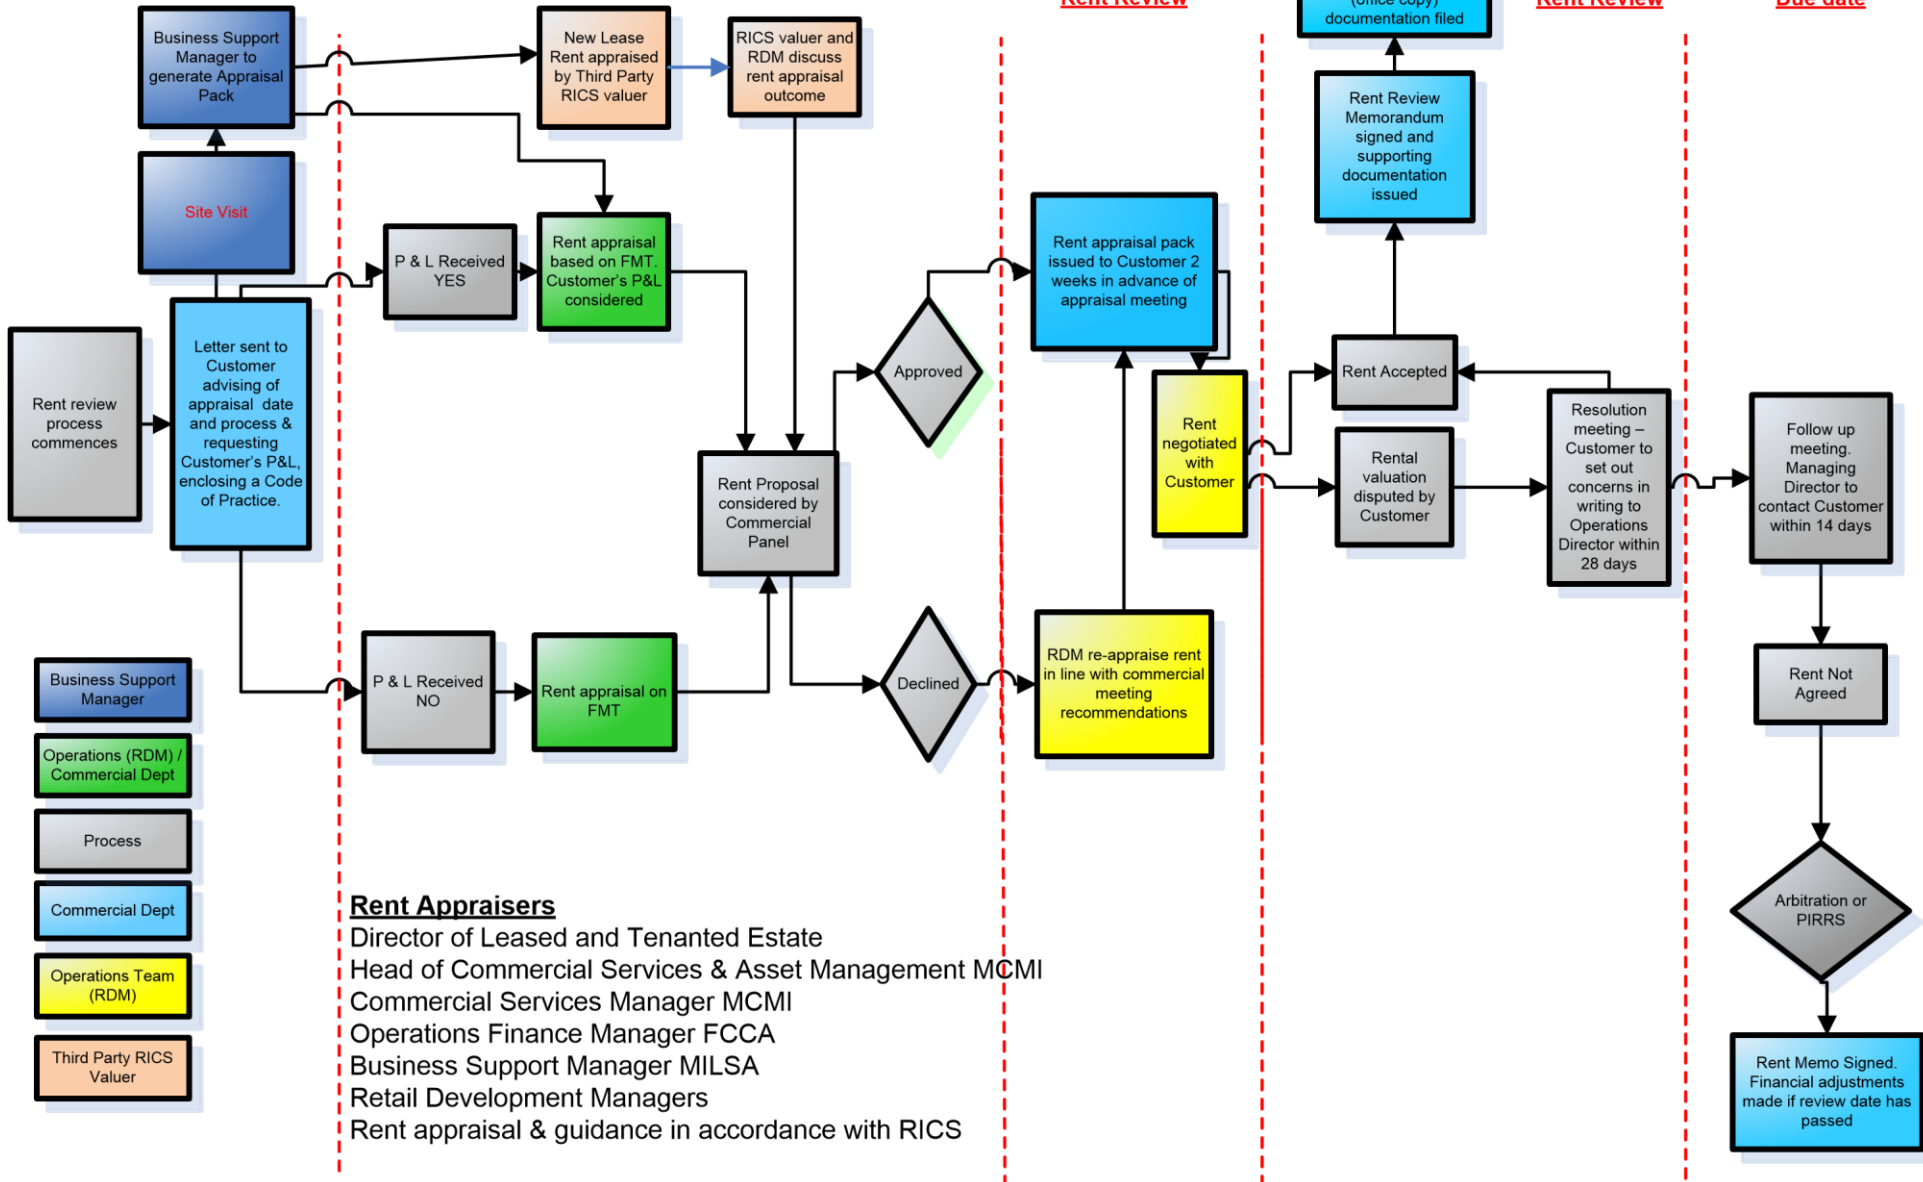 Rent Review
(office copy)
documentation filed
Rent Review
Due date
Business Support
Manager to
generate Appraisal
Pack
New Lease
Rent appraised
by Third Party
RICS valuer
RICS valuer and
RDM discuss
rent appraisal
outcome
Rent Review
Memorandum
signed and
supporting
documentation
issued
Site Visit
P & L Received
YES
Rent appraisal
based on FMT.
Customer's P&L
considered
Rent appraisal pack
issued to Customer 2
weeks in advance of
appraisal meeting
Rent review
process
commences
Letter sent to
Customer
advising of
appraisal date
and process &
requesting
Customer's P&L,
enclosing a Code
of Practice.
Approved
Rent Accepted
Rent
negotiated
with
Customer
Rental
valuation
disputed by
Customer
Resolution
meeting –
Customer to
set out
concerns in
writing to
Operations
Director within
28 days
Follow up
meeting.
Managing
Director to
contact Customer
within 14 days
Rent Proposal
considered by
Commercial
Panel
P & L Received
NO
Rent appraisal on
FMT
Declined
RDM re-appraise rent
in line with commercial
meeting
recommendations
Rent Not
Agreed
Arbitration or
PIRRS
Rent Memo Signed.
Financial adjustments
made if review date has
passed
Business Support
Manager
Operations (RDM) /
Commercial Dept
Process
Commercial Dept
Operations Team
(RDM)
Third Party RICS
Valuer
Rent Appraisers
Director of Leased and Tenanted Estate
Head of Commercial Services & Asset Management MCMI
Commercial Services Manager MCMI
Operations Finance Manager FCCA
Business Support Manager MILSA
Retail Development Managers
Rent appraisal & guidance in accordance with RICS